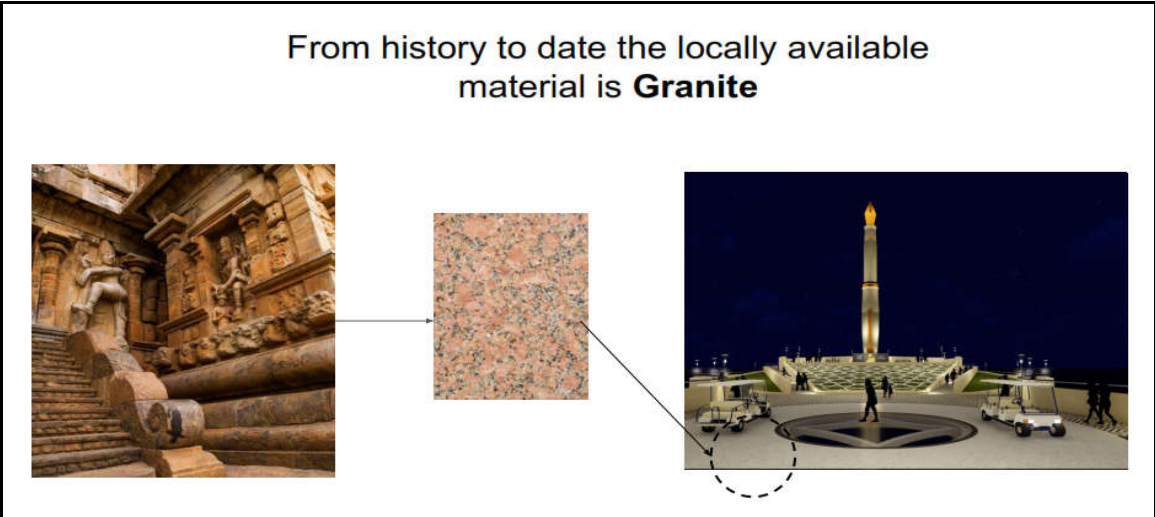 From history to date the locally available
material is Granite